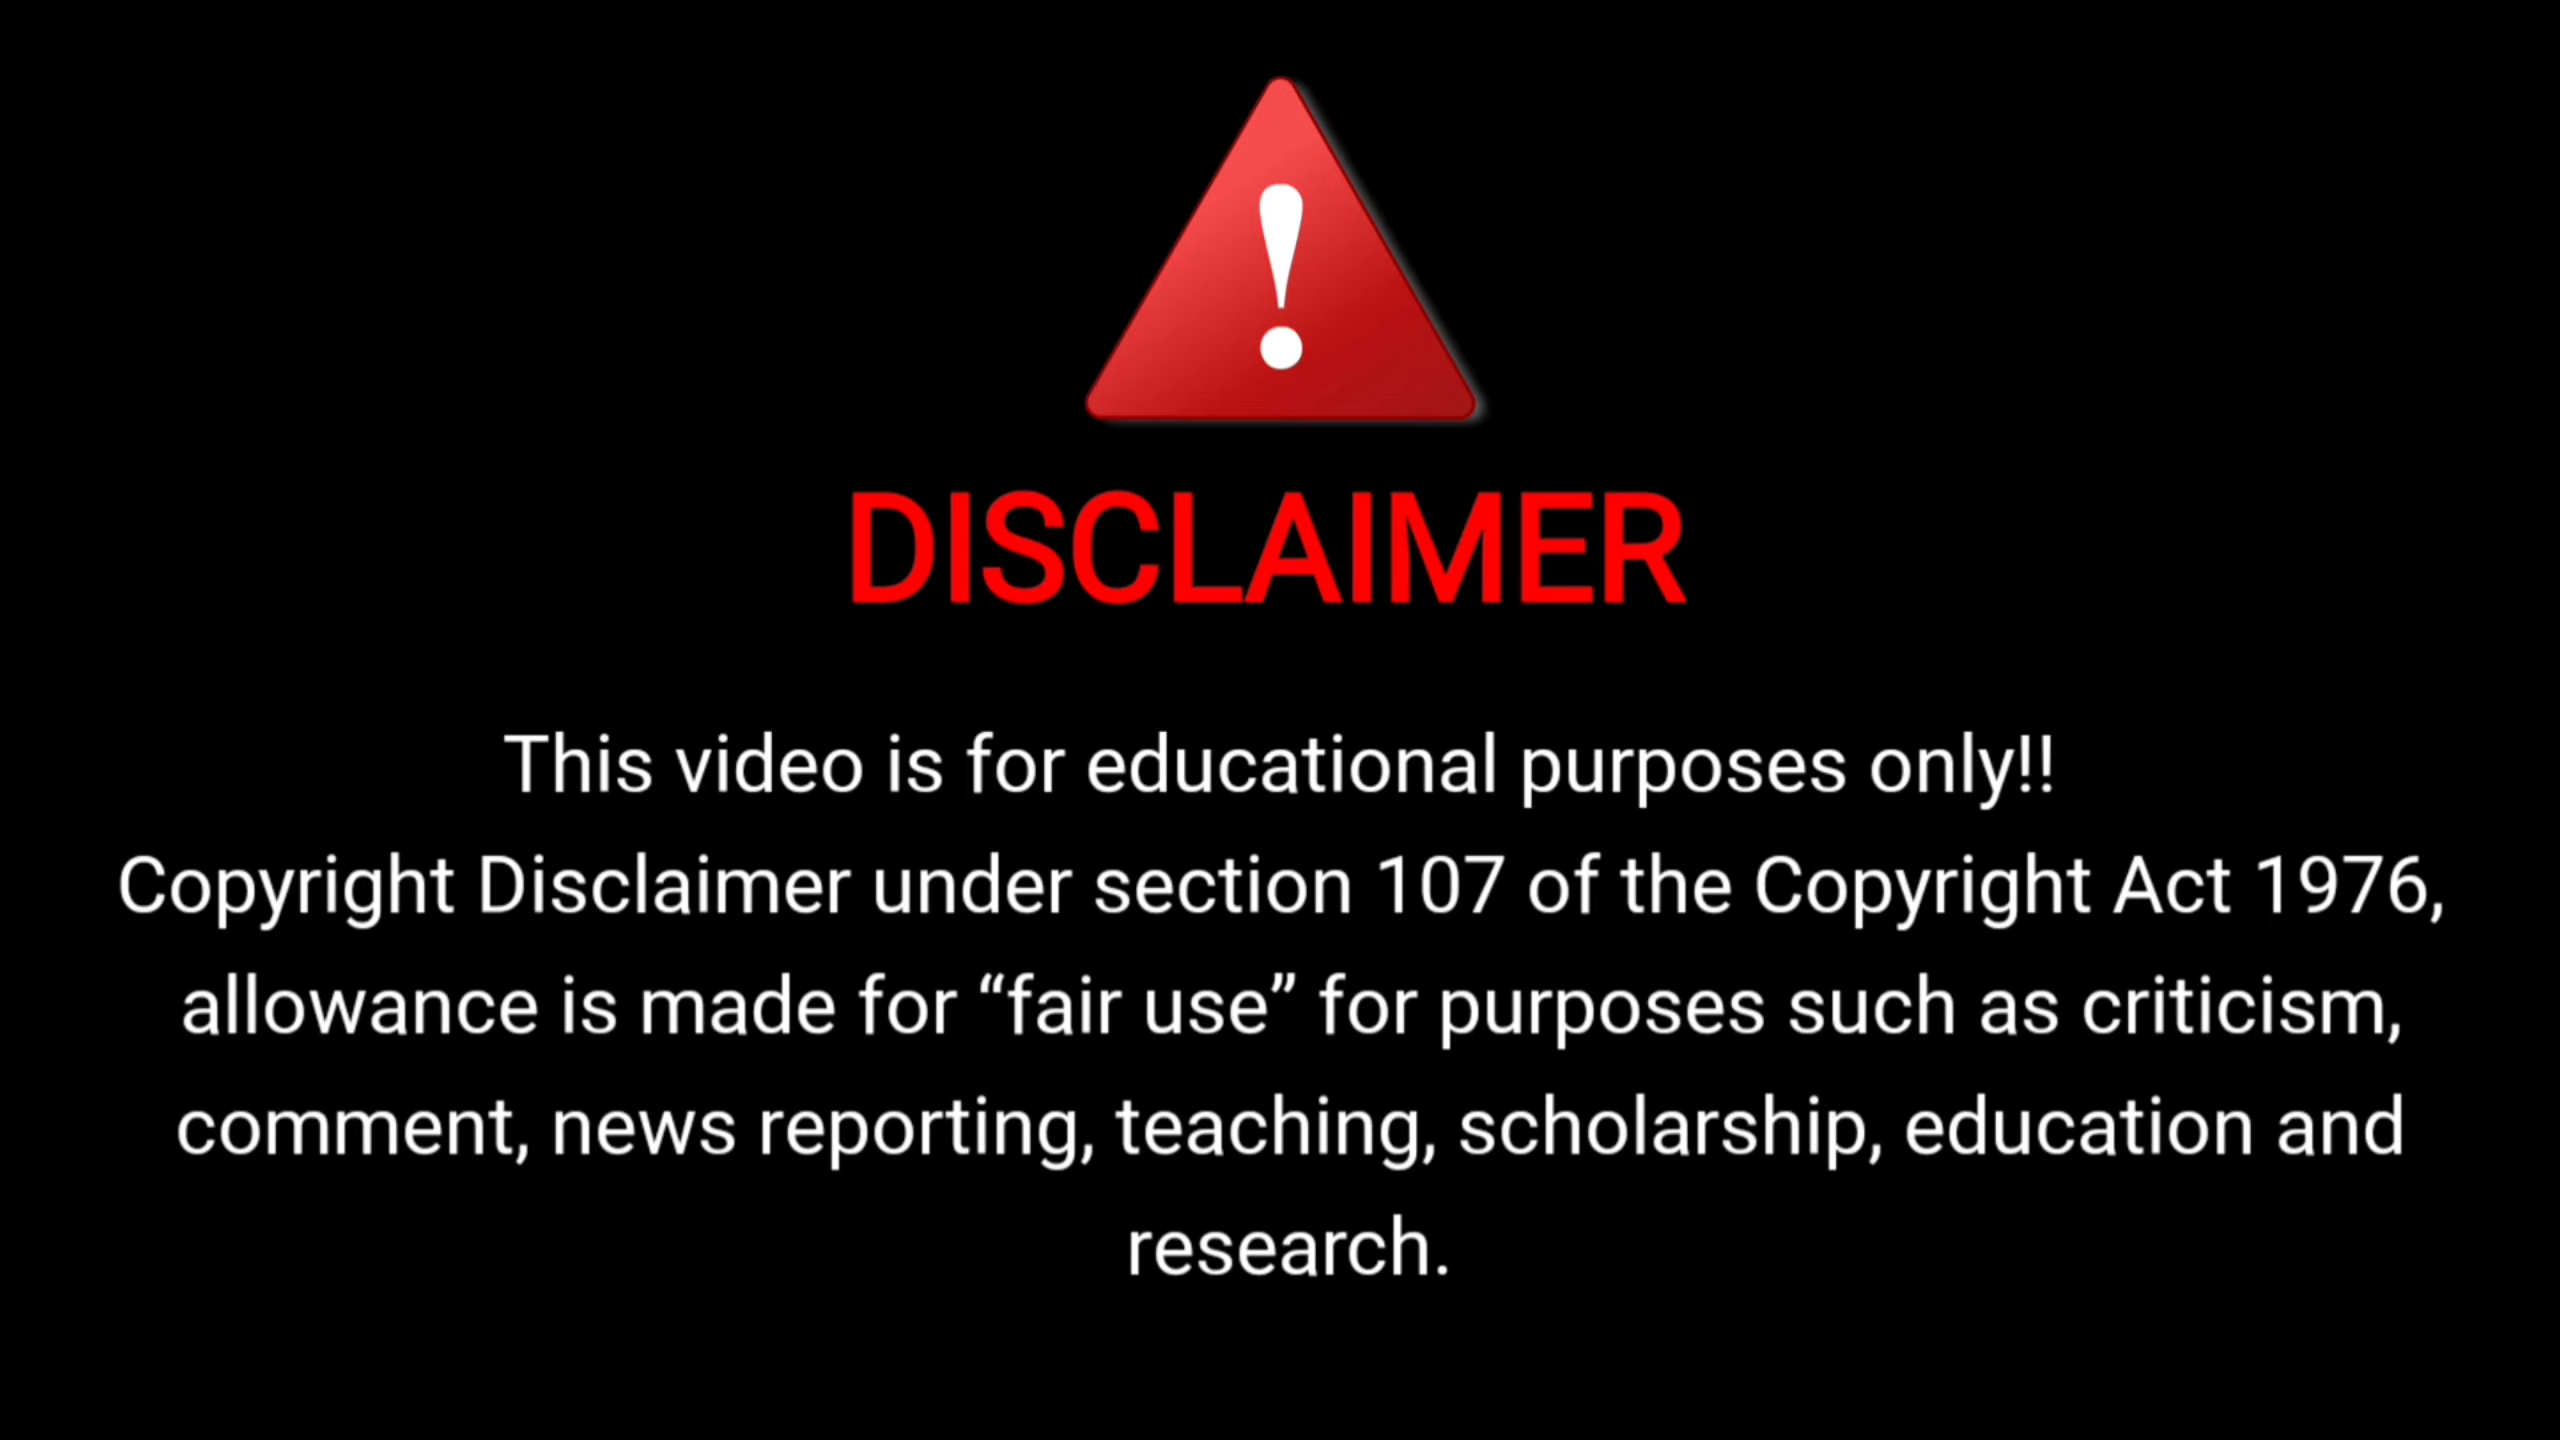 !
DISCLAIMER
This video is for educational purposes only!!
Copyright Disclaimer under section 107 of the Copyright Act 1976,
allowance is made for “fair use” for purposes such as criticism,
comment, news reporting, teaching, scholarship, education and
research.